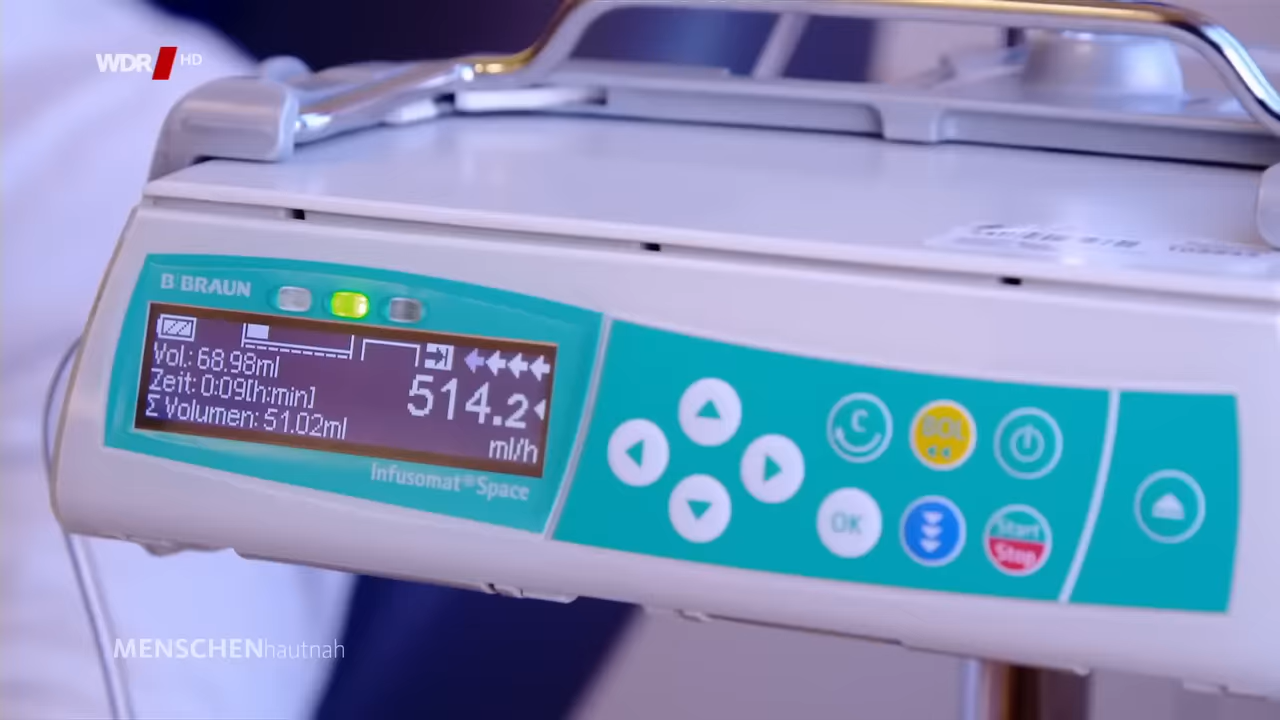 WDR HD
B BRAUN
Vol.: 68.98ml
Zeit: 0:09[h:min]
Σ Volumen: 51.02ml
514.2
ml/h
Infusomat® Space
C
BOL
OK
Start
Stop
MENSCHENhautnah